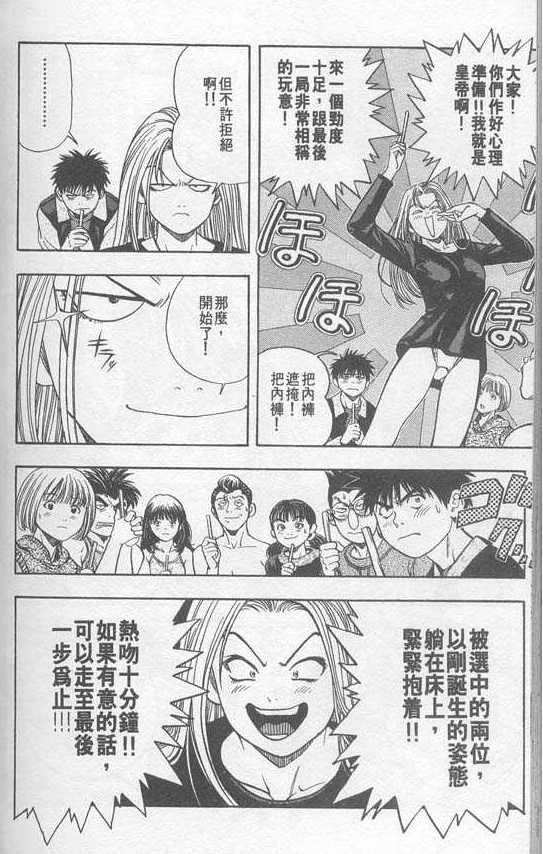 大家！
你們作好心理
準備!!我就是
皇帝啊！
來一個勁度
十足，跟最後
一局非常相稱
的玩意！
ほほほほ
把內褲
遮掩！
把內褲
但不許拒絕
啊!!
…………
那麼，
開始了！
被選中的兩位，
以剛誕生的姿態
躺在床上，
緊緊抱着!!
熱吻十分鐘!!
如果有意的話，
可以走至最後
一步爲止!!!